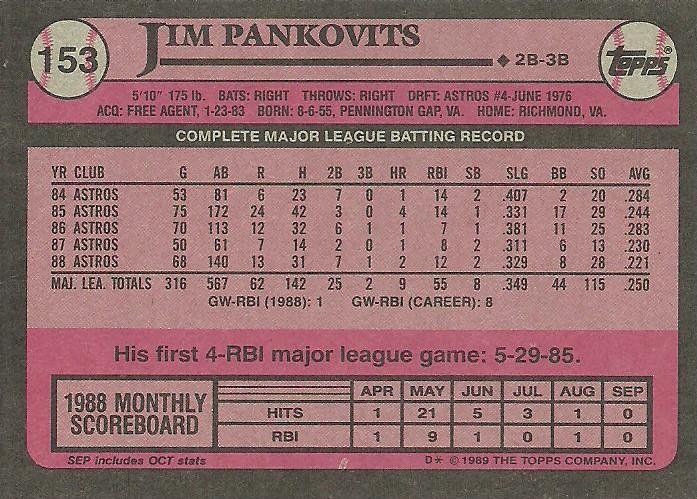 153
JIM PANKOVITS
2B-3B
TOPPS
5'10" 175 lb. BATS: RIGHT THROWS: RIGHT DRFT: ASTROS #4-JUNE 1976
ACQ: FREE AGENT, 1-23-83 BORN: 8-6-55, PENNINGTON GAP, VA. HOME: RICHMOND, VA.
COMPLETE MAJOR LEAGUE BATTING RECORD
YR CLUB G AB R H 2B 3B HR RBI SB SLG BB SO AVG
84 ASTROS 53 81 6 23 7 0 1 14 2 .407 2 20 .284
85 ASTROS 75 172 24 42 3 0 4 14 1 .331 17 29 .244
86 ASTROS 70 113 12 32 6 1 1 7 1 .381 11 25 .283
87 ASTROS 50 61 7 14 2 0 1 8 2 .311 6 13 .230
88 ASTROS 68 140 13 31 7 1 2 12 2 .329 8 28 .221
MAJ. LEA. TOTALS 316 567 62 142 25 2 9 55 8 .349 44 115 .250
GW-RBI (1988): 1 GW-RBI (CAREER): 8
His first 4-RBI major league game: 5-29-85.
1988 MONTHLY SCOREBOARD
APR MAY JUN JUL AUG SEP
HITS 1 21 5 3 1 0
RBI 1 9 1 0 1 0
SEP includes OCT stats
D* © 1989 THE TOPPS COMPANY, INC.